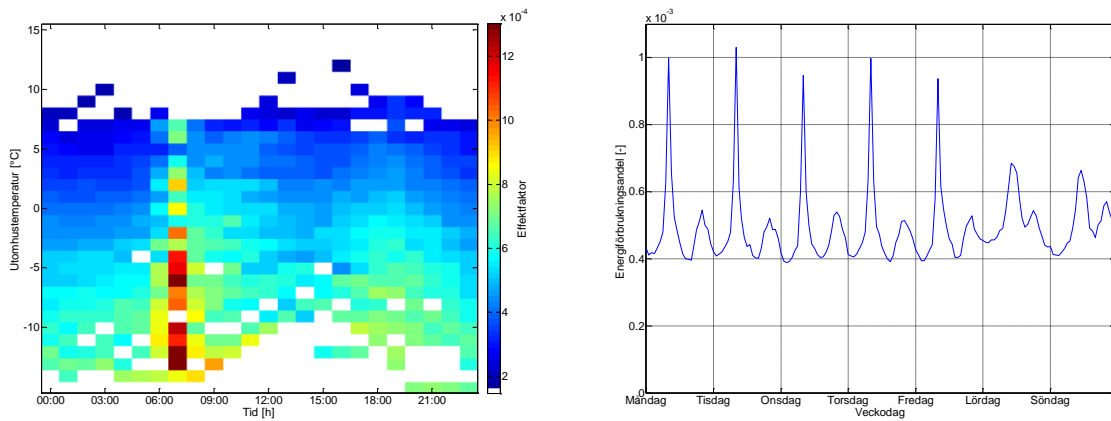 x 10⁻⁴
15
10
5
0
-5
-10
Utomhustemperatur [°C]
00:00 03:00 06:00 09:00 12:00 15:00 18:00 21:00
Tid [h]
12
10
8
6
4
2
Effektfaktor
x 10⁻³
1
0.8
0.6
0.4
0.2
0
Energiförbrukningsandel [-]
Måndag Tisdag Onsdag Torsdag Fredag Lördag Söndag
Veckodag